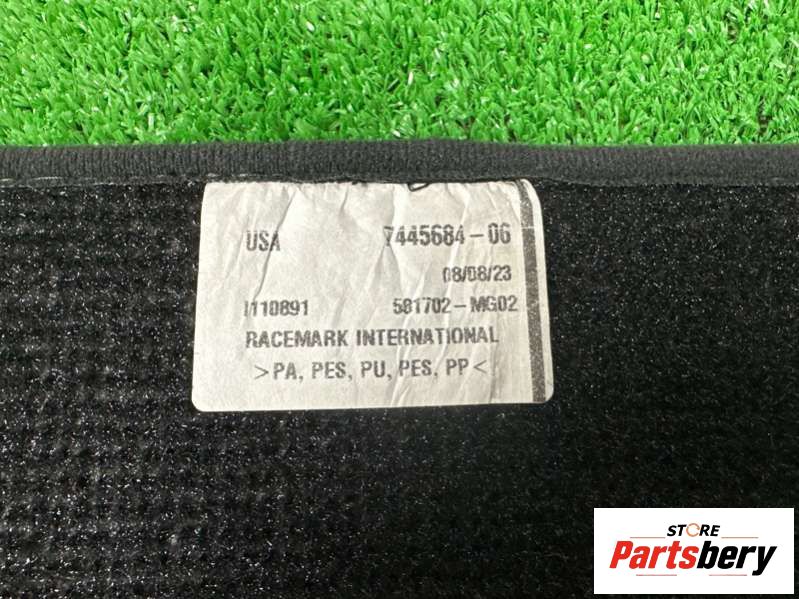 USA 7445684-06
08/08/23
I110891 581702-MG02
RACEMARK INTERNATIONAL
>PA, PES, PU, PES, PP<
STORE
Partsbery